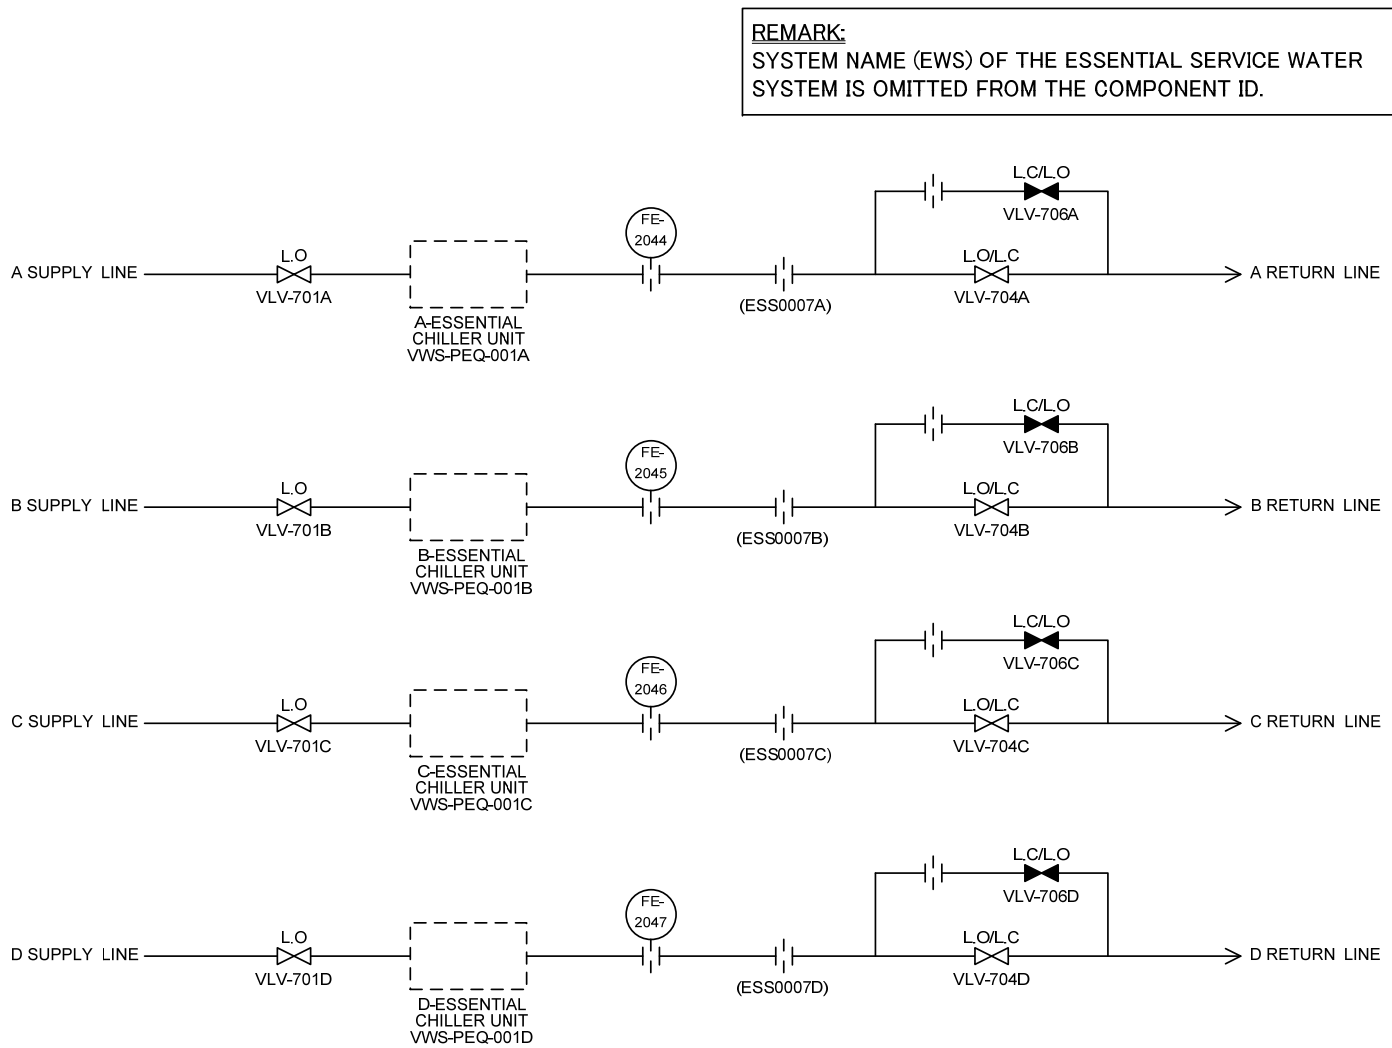 REMARK:
SYSTEM NAME (EWS) OF THE ESSENTIAL SERVICE WATER
SYSTEM IS OMITTED FROM THE COMPONENT ID.
L.C/L.O
VLV-706A
FE-
2044
A SUPPLY LINE
L.O
VLV-701A
A-ESSENTIAL
CHILLER UNIT
VWS-PEQ-001A
(ESS0007A)
L.O/L.C
VLV-704A
A RETURN LINE
L.C/L.O
VLV-706B
FE-
2045
B SUPPLY LINE
L.O
VLV-701B
B-ESSENTIAL
CHILLER UNIT
VWS-PEQ-001B
(ESS0007B)
L.O/L.C
VLV-704B
B RETURN LINE
L.C/L.O
VLV-706C
FE-
2046
C SUPPLY LINE
L.O
VLV-701C
C-ESSENTIAL
CHILLER UNIT
VWS-PEQ-001C
(ESS0007C)
L.O/L.C
VLV-704C
C RETURN LINE
L.C/L.O
VLV-706D
FE-
2047
D SUPPLY LINE
L.O
VLV-701D
D-ESSENTIAL
CHILLER UNIT
VWS-PEQ-001D
(ESS0007D)
L.O/L.C
VLV-704D
D RETURN LINE